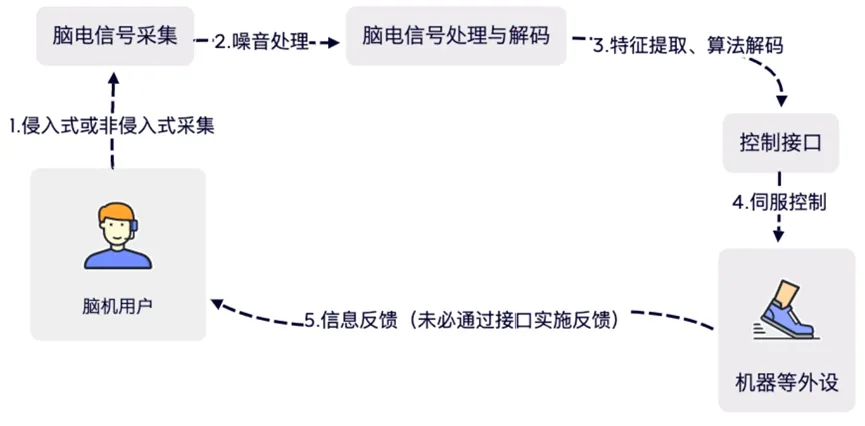 脑电信号采集
2.噪音处理
脑电信号处理与解码
3.特征提取、算法解码
1.侵入式或非侵入式采集
控制接口
4.伺服控制
脑机用户
5.信息反馈（未必通过接口实施反馈）
机器等外设